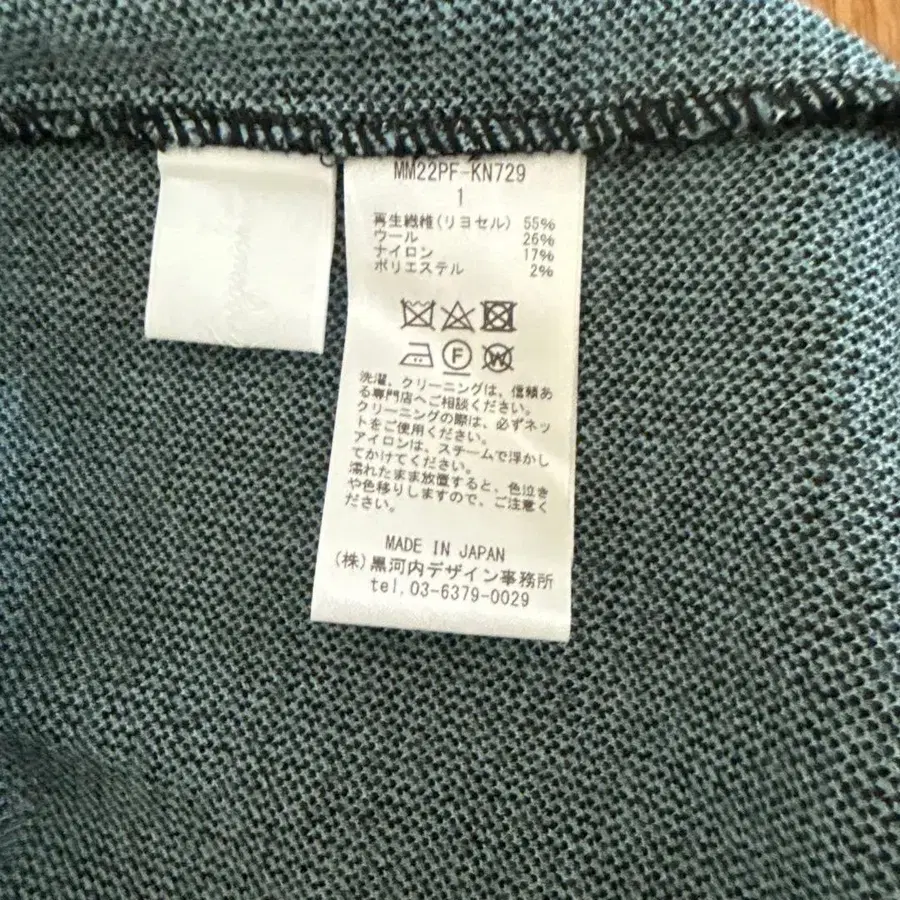 MM22PF-KN729
1
再生繊維(リヨセル) 55%
ウール 26%
ナイロン 17%
ポリエステル 2%
F W
洗濯、クリーニングは、信頼あ
る専門店へご相談ください。
クリーニングの際は、必ずネッ
トをご使用ください。
アイロンは、スチームで浮かし
てかけてください。
濡れたまま放置すると、色泣き
や色移りしますので、ご注意く
ださい。
MADE IN JAPAN
(株)黒河内デザイン事務所
tel.03-6379-0029